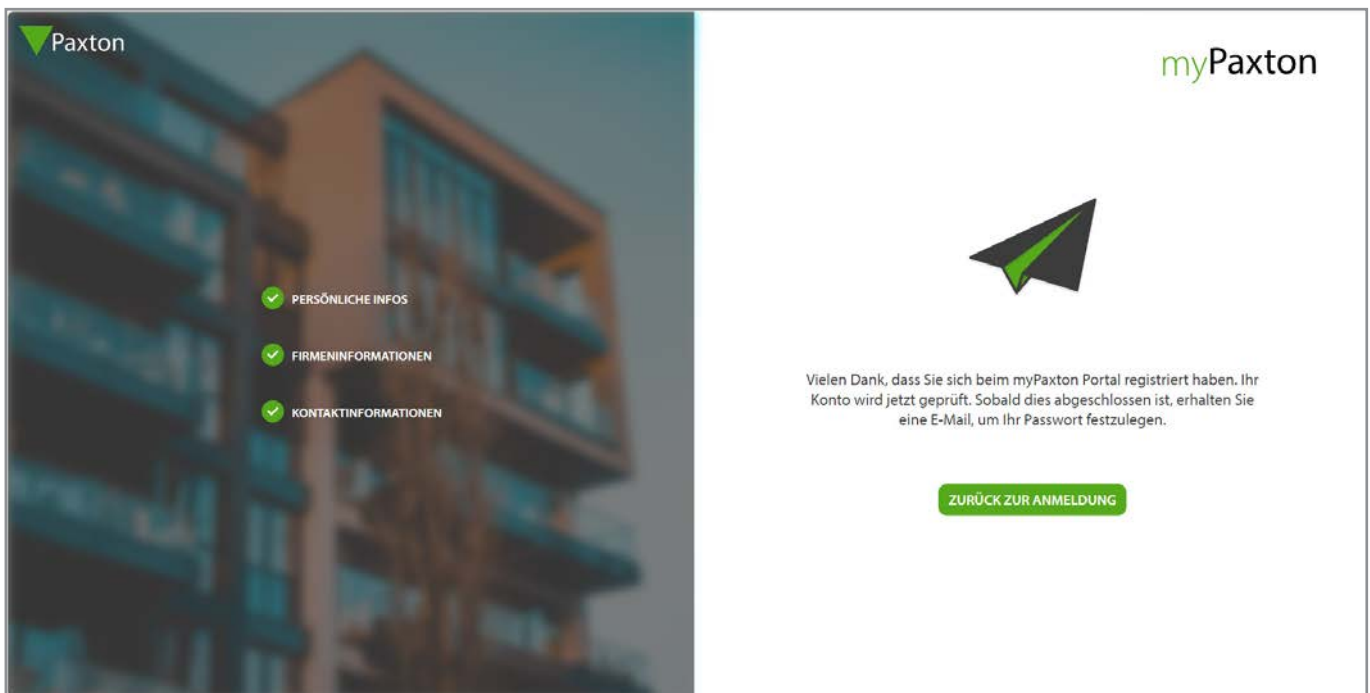 Paxton
myPaxton
PERSÖNLICHE INFOS
FIRMENINFORMATIONEN
KONTAKTINFORMATIONEN
Vielen Dank, dass Sie sich beim myPaxton Portal registriert haben. Ihr
Konto wird jetzt geprüft. Sobald dies abgeschlossen ist, erhalten Sie
eine E-Mail, um Ihr Passwort festzulegen.
ZURÜCK ZUR ANMELDUNG